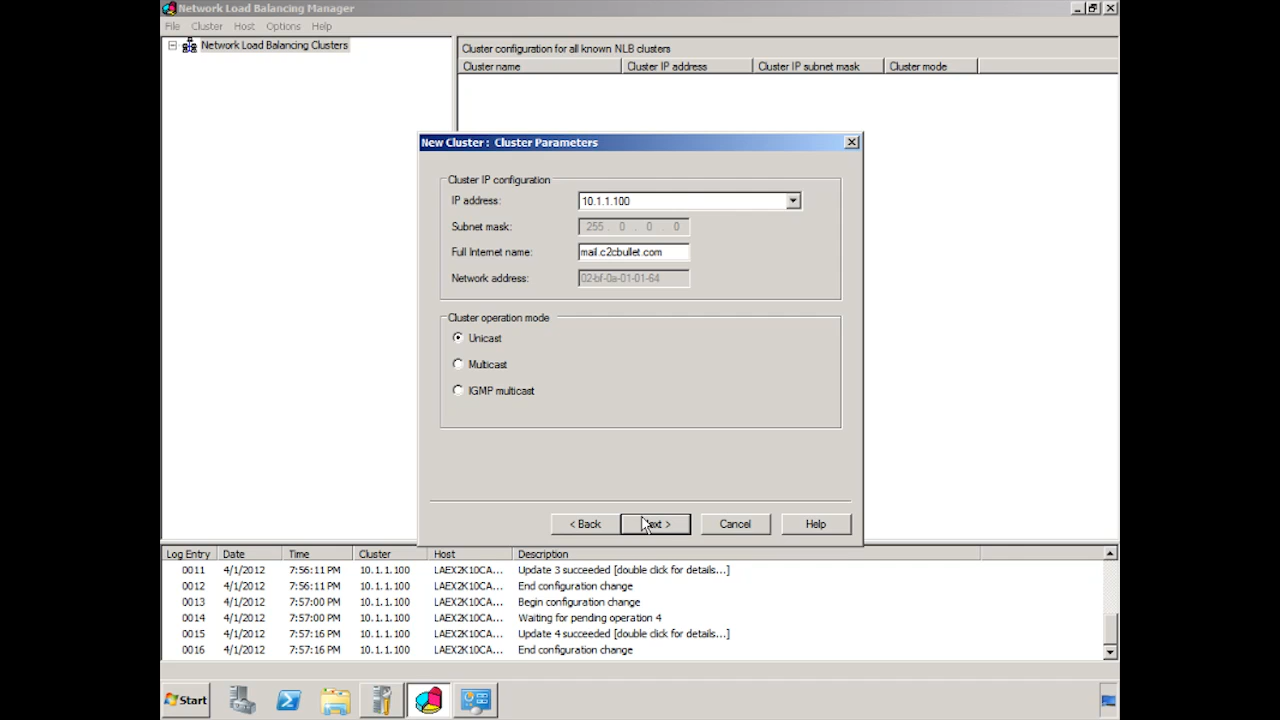 Network Load Balancing Manager
File Cluster Host Options Help
Network Load Balancing Clusters
Cluster configuration for all known NLB clusters
Cluster name Cluster IP address Cluster IP subnet mask Cluster mode
New Cluster : Cluster Parameters
Cluster IP configuration
IP address: 10.1.1.100
Subnet mask: 255 . 0 . 0 . 0
Full Internet name: mail.c2cbullet.com
Network address: 02-bf-0a-01-01-64
Cluster operation mode
Unicast
Multicast
IGMP multicast
< Back Next > Cancel Help
Log Entry Date Time Cluster Host Description
0011 4/1/2012 7:56:11 PM 10.1.1.100 LAEX2K10CA... Update 3 succeeded [double click for details...]
0012 4/1/2012 7:56:11 PM 10.1.1.100 LAEX2K10CA... End configuration change
0013 4/1/2012 7:57:00 PM 10.1.1.100 LAEX2K10CA... Begin configuration change
0014 4/1/2012 7:57:00 PM 10.1.1.100 LAEX2K10CA... Waiting for pending operation 4
0015 4/1/2012 7:57:16 PM 10.1.1.100 LAEX2K10CA... Update 4 succeeded [double click for details...]
0016 4/1/2012 7:57:16 PM 10.1.1.100 LAEX2K10CA... End configuration change
Start